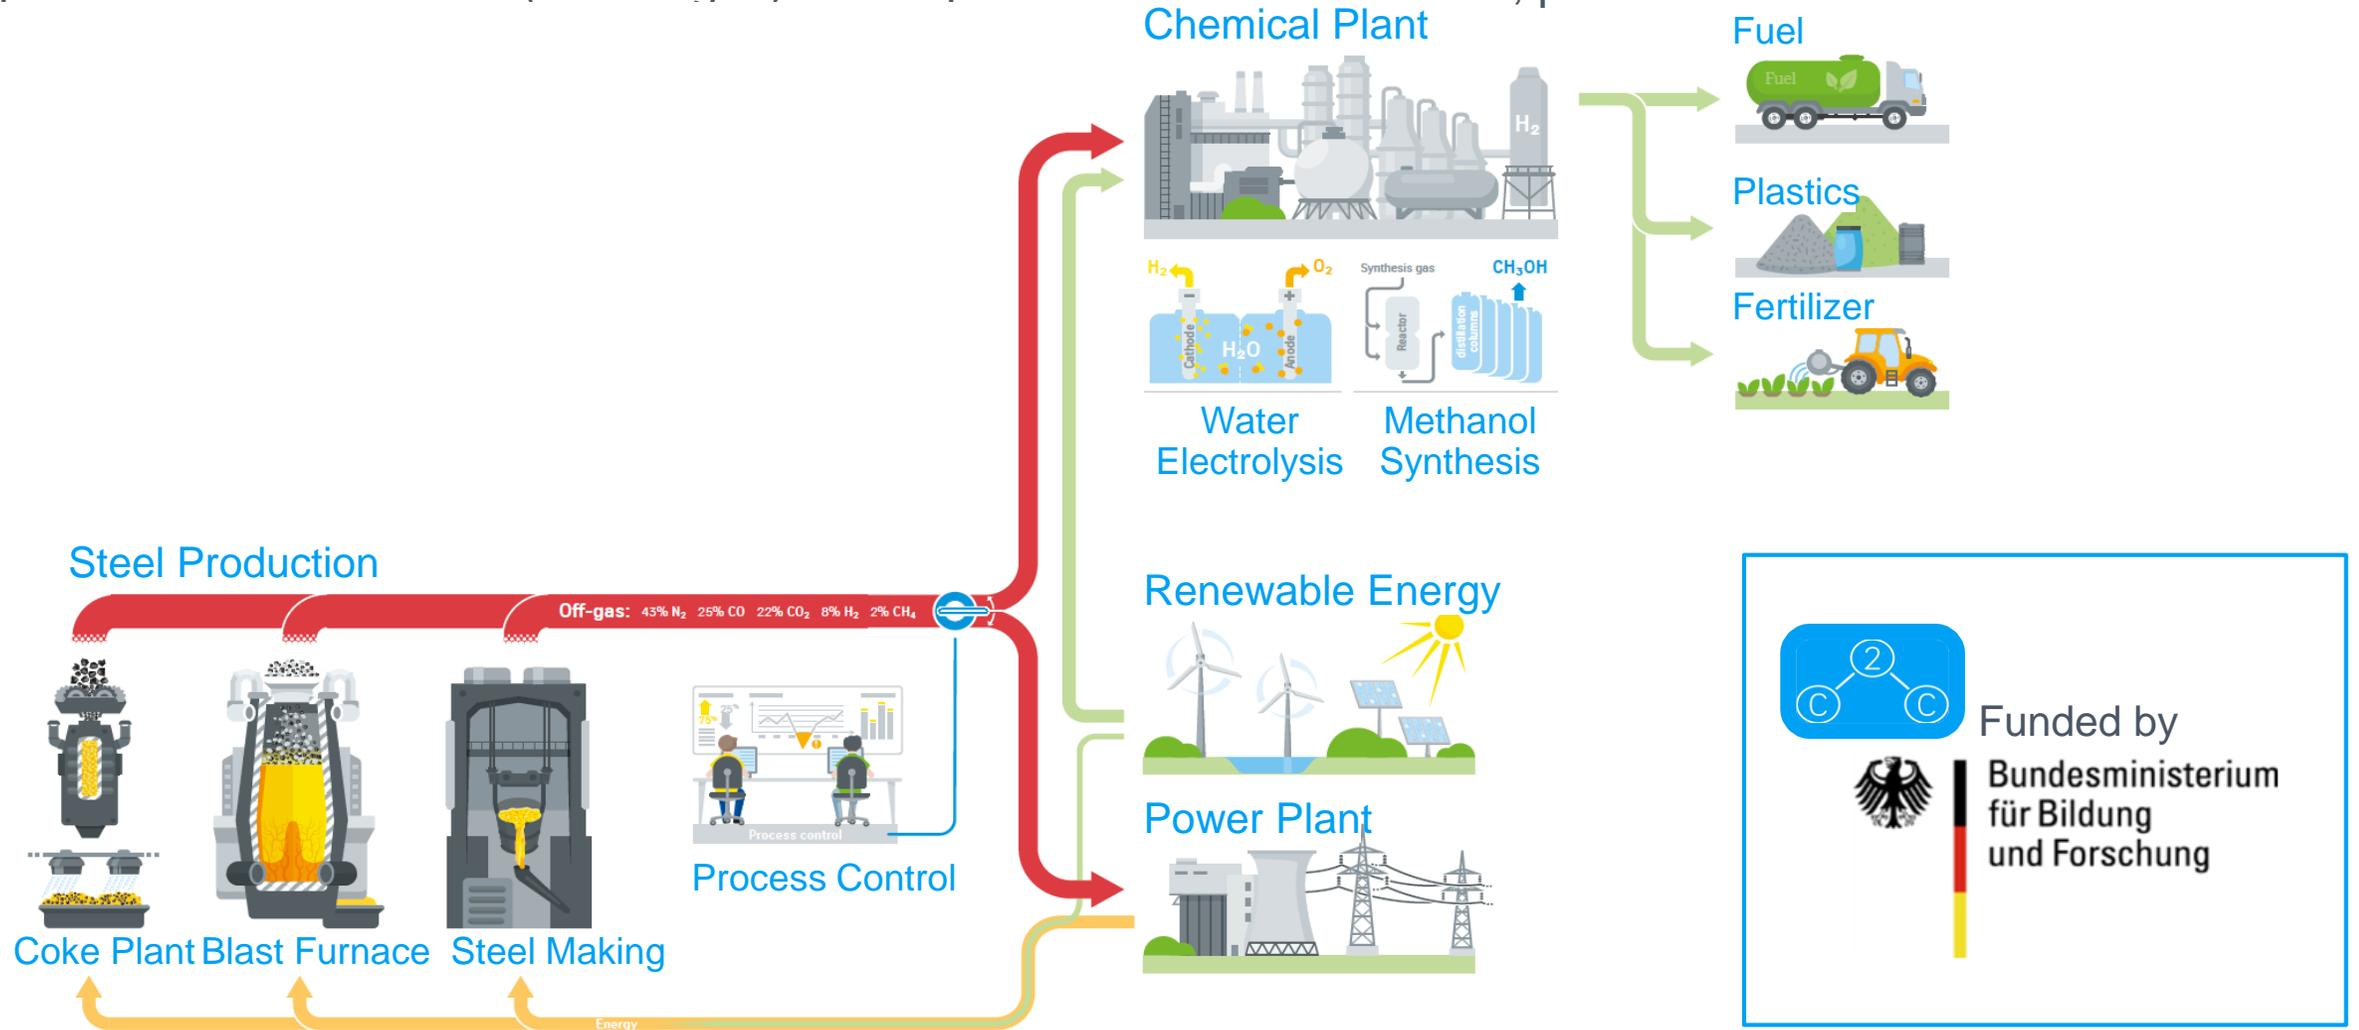 Chemical Plant
Fuel
Fuel
H₂
Plastics
H₂
O₂
Synthesis gas
CH₃OH
Cathode
H₂O
Anode
Reactor
distillation
columns
Fertilizer
Water
Electrolysis
Methanol
Synthesis
Steel Production
Off-gas: 43% N₂ 25% CO 22% CO₂ 8% H₂ 2% CH₄
Renewable Energy
75%
25%
Process control
Process Control
Power Plant
Coke Plant
Blast Furnace
Steel Making
Energy
2
C
C
Funded by
Bundesministerium
für Bildung
und Forschung